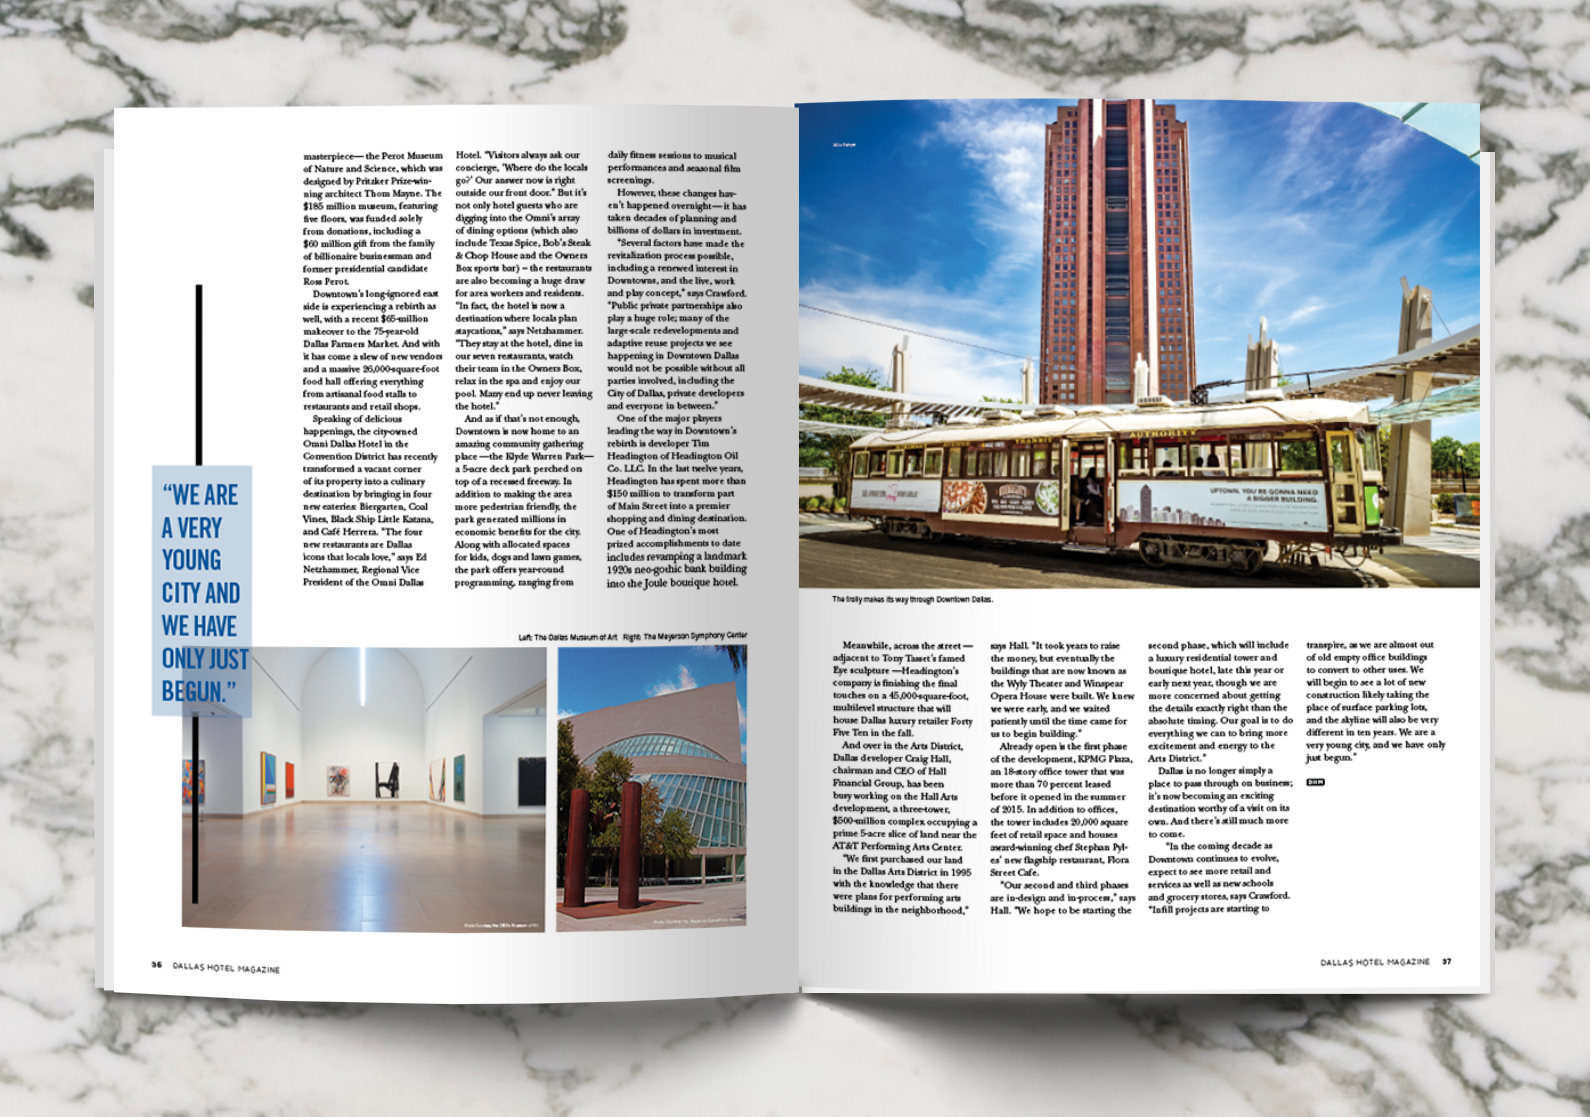 masterpiece— the Perot Museum
of Nature and Science, which was
designed by Pritzker Prize-win-
ning architect Thom Mayne. The
$185 million museum, featuring
five floors, was funded solely
from donations, including a
$60 million gift from the family
of billionaire businessman and
former presidential candidate
Ross Perot.
Downtown's long-ignored east
side is experiencing a rebirth as
well, with a recent $65-million
makeover to the 75-year-old
Dallas Farmers Market. And with
it has come a slew of new vendors
and a massive 26,000-square-foot
food hall offering everything
from artisanal food stalls to
restaurants and retail shops.
Speaking of delicious
happenings, the city-owned
Omni Dallas Hotel in the
Convention District has recently
transformed a vacant corner
of its property into a culinary
destination by bringing in four
new eateries: Biergarten, Coal
Vines, Black Ship Little Katana,
and Café Herrera. "The four
new restaurants are Dallas
icons that locals love," says Ed
Netzhammer, Regional Vice
President of the Omni Dallas
Hotel. "Visitors always ask our
concierge, 'Where do the locals
go?' Our answer now is right
outside our front door." But it's
not only hotel guests who are
digging into the Omni's array
of dining options (which also
include Texas Spice, Bob's Steak
& Chop House and the Owners
Box sports bar) – the restaurants
are also becoming a huge draw
for area workers and residents.
"In fact, the hotel is now a
destination where locals plan
staycations," says Netzhammer.
"They stay at the hotel, dine in
our seven restaurants, watch
their team in the Owners Box,
relax in the spa and enjoy our
pool. Many end up never leaving
the hotel."
And as if that's not enough,
Downtown is now home to an
amazing community gathering
place —the Klyde Warren Park—
a 5-acre deck park perched on
top of a recessed freeway. In
addition to making the area
more pedestrian friendly, the
park generated millions in
economic benefits for the city.
Along with allocated spaces
for kids, dogs and lawn games,
the park offers year-round
programming, ranging from
daily fitness sessions to musical
performances and seasonal film
screenings.
However, these changes hav-
en't happened overnight— it has
taken decades of planning and
billions of dollars in investment.
"Several factors have made the
revitalization process possible,
including a renewed interest in
Downtowns, and the live, work
and play concept," says Crawford.
"Public private partnerships also
play a huge role; many of the
large-scale redevelopments and
adaptive reuse projects we see
happening in Downtown Dallas
would not be possible without all
parties involved, including the
City of Dallas, private developers
and everyone in between."
One of the major players
leading the way in Downtown's
rebirth is developer Tim
Headington of Headington Oil
Co. LLC. In the last twelve years,
Headington has spent more than
$150 million to transform part
of Main Street into a premier
shopping and dining destination.
One of Headington's most
prized accomplishments to date
includes revamping a landmark
1920s neo-gothic bank building
into the Joule boutique hotel.
"WE ARE
A VERY
YOUNG
CITY AND
WE HAVE
ONLY JUST
BEGUN."
Left: The Dallas Museum of Art Right: The Meyerson Symphony Center
36 DALLAS HOTEL MAGAZINE
TRANSIT
AUTHORITY
UPTOWN, YOU'RE GONNA NEED
A BIGGER BUILDING.
The trolly makes its way through Downtown Dallas.
Meanwhile, across the street —
adjacent to Tony Tasset's famed
Eye sculpture —Headington's
company is finishing the final
touches on a 45,000-square-foot,
multilevel structure that will
house Dallas luxury retailer Forty
Five Ten in the fall.
And over in the Arts District,
Dallas developer Craig Hall,
chairman and CEO of Hall
Financial Group, has been
busy working on the Hall Arts
development, a three-tower,
$500-million complex occupying a
prime 5-acre slice of land near the
AT&T Performing Arts Center.
"We first purchased our land
in the Dallas Arts District in 1995
with the knowledge that there
were plans for performing arts
buildings in the neighborhood,"
says Hall. "It took years to raise
the money, but eventually the
buildings that are now known as
the Wyly Theater and Winspear
Opera House were built. We knew
we were early, and we waited
patiently until the time came for
us to begin building."
Already open is the first phase
of the development, KPMG Plaza,
an 18-story office tower that was
more than 70 percent leased
before it opened in the summer
of 2015. In addition to offices,
the tower includes 20,000 square
feet of retail space and houses
award-winning chef Stephan Pyl-
es' new flagship restaurant, Flora
Street Cafe.
"Our second and third phases
are in-design and in-process," says
Hall. "We hope to be starting the
second phase, which will include
a luxury residential tower and
boutique hotel, late this year or
early next year, though we are
more concerned about getting
the details exactly right than the
absolute timing. Our goal is to do
everything we can to bring more
excitement and energy to the
Arts District."
Dallas is no longer simply a
place to pass through on business;
it's now becoming an exciting
destination worthy of a visit on its
own. And there's still much more
to come.
"In the coming decade as
Downtown continues to evolve,
expect to see more retail and
services as well as new schools
and grocery stores, says Crawford.
"Infill projects are starting to
transpire, as we are almost out
of old empty office buildings
to convert to other uses. We
will begin to see a lot of new
construction likely taking the
place of surface parking lots,
and the skyline will also be very
different in ten years. We are a
very young city, and we have only
just begun."
DHM
DALLAS HOTEL MAGAZINE 37